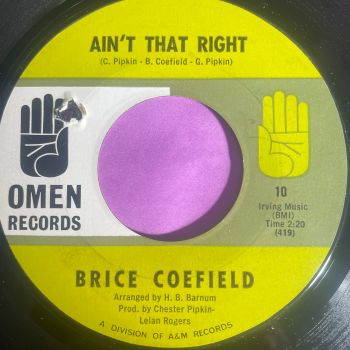 AIN'T THAT RIGHT
(C. Pipkin - B. Coefield - G. Pipkin)
OMEN
RECORDS
10
Irving Music
(BMI)
Time 2:20
(419)
BRICE COEFIELD
Arranged by H. B. Barnum
Prod. by Chester Pipkin-
Lelan Rogers
A DIVISION OF A&M RECORDS